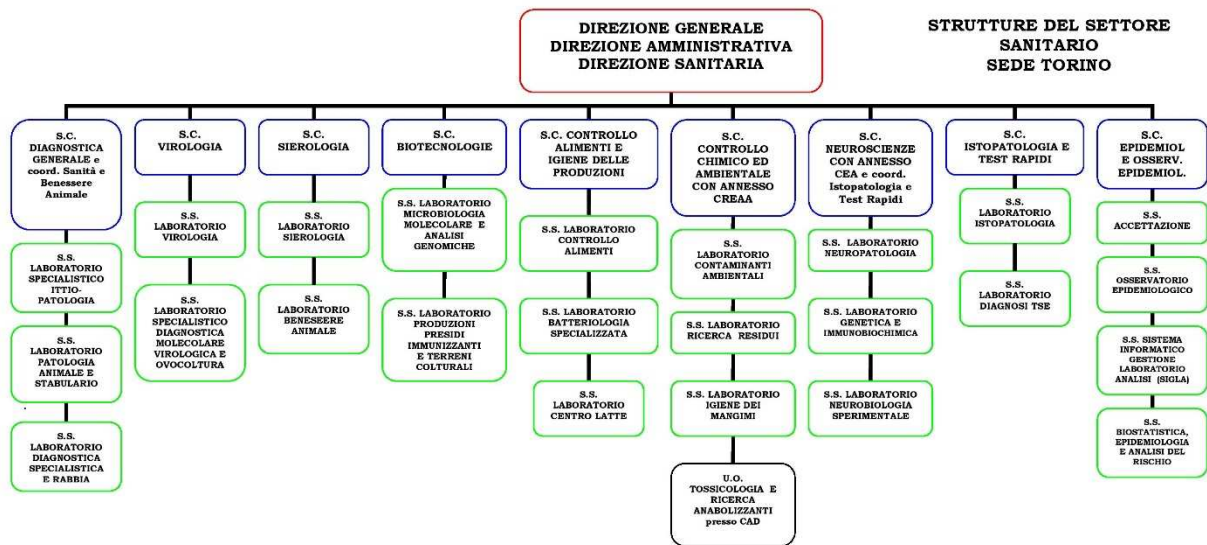 DIREZIONE GENERALE
DIREZIONE AMMINISTRATIVA
DIREZIONE SANITARIA
STRUTTURE DEL SETTORE
SANITARIO
SEDE TORINO
S.C.
DIAGNOSTICA
GENERALE e
coord. Sanità e
Benessere
Animale
S.S.
LABORATORIO
SPECIALISTICO
ITTIO-
PATOLOGIA
S.S.
LABORATORIO
PATOLOGIA
ANIMALE E
STABULARIO
S.S.
LABORATORIO
DIAGNOSTICA
SPECIALISTICA
E RABBIA
S.C.
VIROLOGIA
S.S.
LABORATORIO
VIROLOGIA
S.S.
LABORATORIO
SPECIALISTICO
DIAGNOSTICA
MOLECOLARE
VIROLOGICA E
OVOCOLTURA
S.C.
SIEROLOGIA
S.S.
LABORATORIO
SIEROLOGIA
S.S.
LABORATORIO
BENESEERE
ANIMALE
S.C.
BIOTECNOLOGIE
S.S. LABORATORIO
MICROBIOLOGIA
MOLECOLARE E
ANALISI
GENOMICHE
S.S. LABORATORIO
PRODUZIONI
PRESIDI
IMMUNIZZANTI
E TERRENI
COLTURALI
S.C. CONTROLLO
ALIMENTI E
IGIENE DELLE
PRODUZIONI
S.S. LABORATORIO
CONTROLLO
ALIMENTI
S.S. LABORATORIO
BATTERIOLOGIA
SPECIALIZZATA
S.S.
LABORATORIO
CENTRO LATTE
S.C.
CONTROLLO
CHIMICO ED
AMBIENTALE
CON ANNESSO
CREAA
S.S.
LABORATORIO
CONTAMINANTI
AMBIENTALI
S.S. LABORATORIO
RICERCA RESIDUI
S.S. LABORATORIO
IGIENE DEI
MANGIMI
U.O.
TOSSICOLOGIA E
RICERCA
ANABOLIZZANTI
presso CAD
S.C.
NEUROSCIENZE
CON ANNESSO
CEA e coord.
Istopatologia e
Test Rapidi
S.S. LABORATORIO
NEUROPATOLOGIA
S.S. LABORATORIO
GENETICA E
IMMUNOBIOCHIMICA
S.S. LABORATORIO
NEUROBIOLOGIA
SPERIMENTALE
S.C.
ISTOPATOLOGIA E
TEST RAPIDI
S.S.
LABORATORIO
ISTOPATOLOGIA
S.S.
LABORATORIO
DIAGNOSI TSE
S.C.
EPIDEMIOL
E OSSERV.
EPIDEMIOL.
S.S.
ACCETTAZIONE
S.S.
OSSERVATORIO
EPIDEMIOLOGICO
S.S. SISTEMA
INFORMATICO
GESTIONE
LABORATORIO
ANALISI (SIGLA)
S.S.
BIOSTATISTICA,
EPIDEMIOLOGIA
E ANALISI DEL
RISCHIO